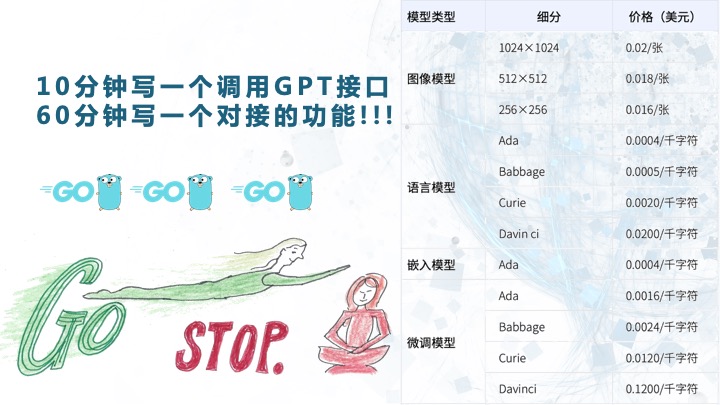 10分钟写一个调用GPT接口
60分钟写一个对接的功能!!!
GO GO GO
Go
STOP.
模型类型 细分 价格（美元）
图像模型 1024×1024 0.02/张
512×512 0.018/张
256×256 0.016/张
语言模型 Ada 0.0004/千字符
Babbage 0.0005/千字符
Curie 0.0020/千字符
Davin ci 0.0200/千字符
嵌入模型 Ada 0.0004/千字符
微调模型 Ada 0.0016/千字符
Babbage 0.0024/千字符
Curie 0.0120/千字符
Davinci 0.1200/千字符